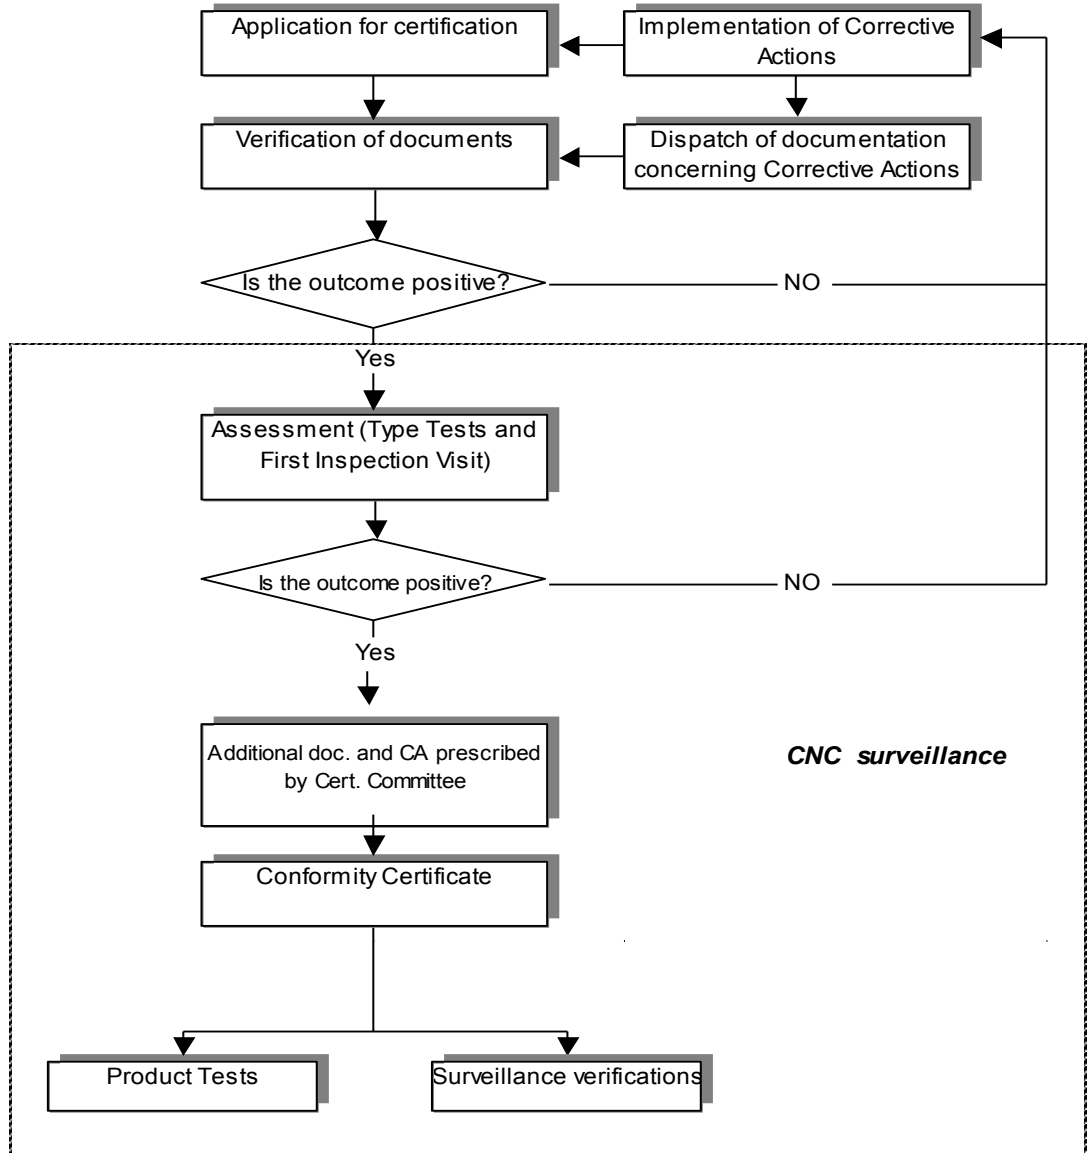 Application for certification
Implementation of Corrective
Actions
Verification of documents
Dispatch of documentation
concerning Corrective Actions
Is the outcome positive?
NO
Yes
Assessment (Type Tests and
First Inspection Visit)
Is the outcome positive?
NO
Yes
Additional doc. and CA prescribed
by Cert. Committee
CNC surveillance
Conformity Certificate
Product Tests
Surveillance verifications